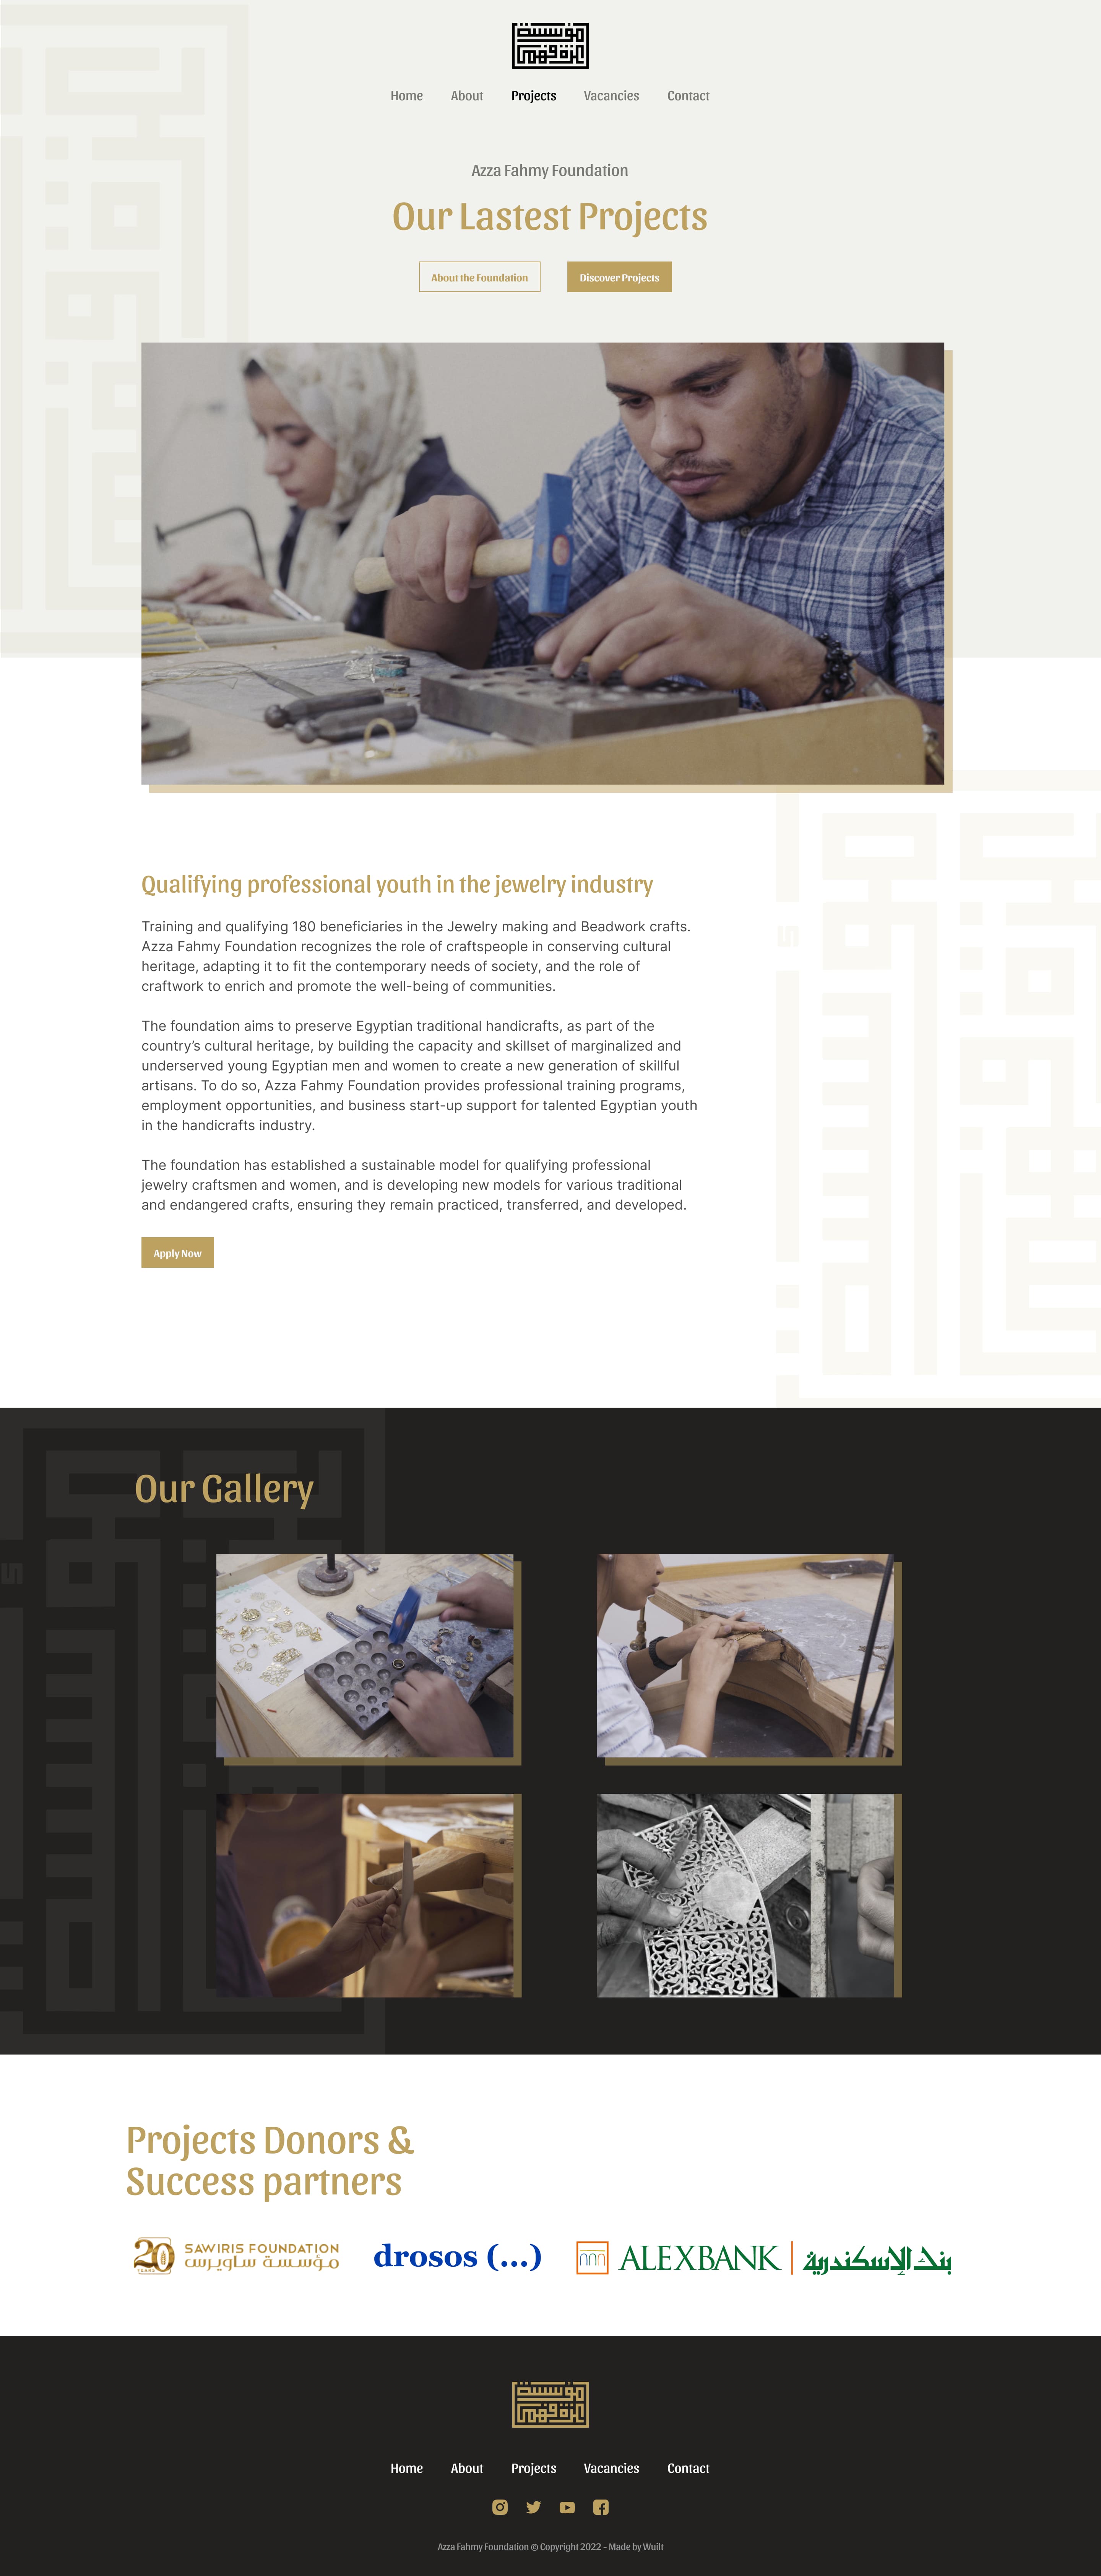 مؤسسة
عزة فهمي
Home About Projects Vacancies Contact
Azza Fahmy Foundation
Our Lastest Projects
About the Foundation Discover Projects
Qualifying professional youth in the jewelry industry
Training and qualifying 180 beneficiaries in the Jewelry making and Beadwork crafts.
Azza Fahmy Foundation recognizes the role of craftspeople in conserving cultural
heritage, adapting it to fit the contemporary needs of society, and the role of
craftwork to enrich and promote the well-being of communities.
The foundation aims to preserve Egyptian traditional handicrafts, as part of the
country’s cultural heritage, by building the capacity and skillset of marginalized and
underserved young Egyptian men and women to create a new generation of skillful
artisans. To do so, Azza Fahmy Foundation provides professional training programs,
employment opportunities, and business start-up support for talented Egyptian youth
in the handicrafts industry.
The foundation has established a sustainable model for qualifying professional
jewelry craftsmen and women, and is developing new models for various traditional
and endangered crafts, ensuring they remain practiced, transferred, and developed.
Apply Now
Our Gallery
Projects Donors &
Success partners
20 YEARS SAWIRIS FOUNDATION
مؤسسة ساويرس
drosos (...)
ALEXBANK بنك الإسكندرية
مؤسسة
عزة فهمي
Home About Projects Vacancies Contact
Azza Fahmy Foundation © Copyright 2022 - Made by Wuilt